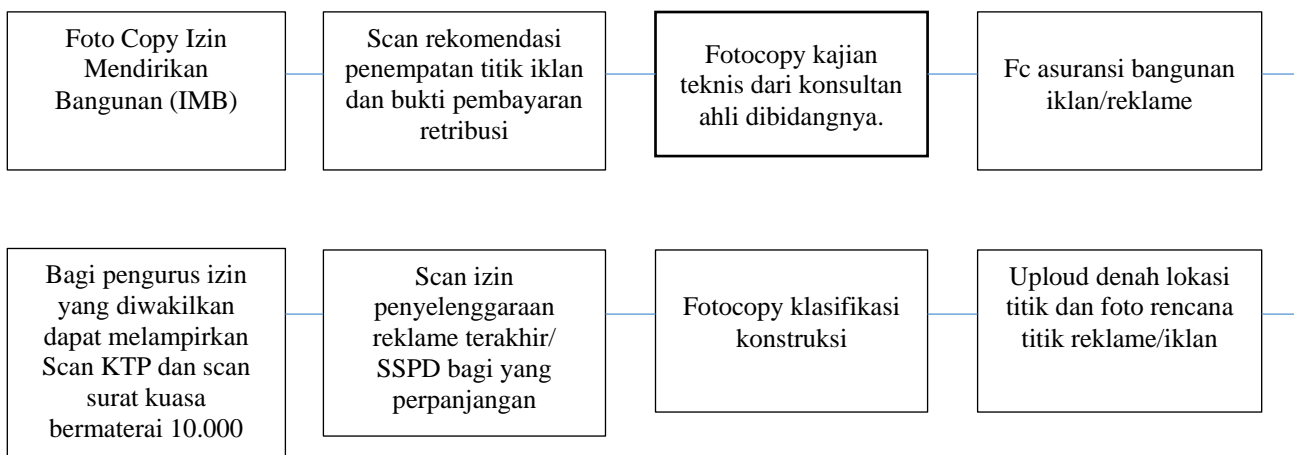 Foto Copy Izin
Mendirikan
Bangunan (IMB)
Scan rekomendasi
penempatan titik iklan
dan bukti pembayaran
retribusi
Fotocopy kajian
teknis dari konsultan
ahli dibidangnya.
Fc asuransi bangunan
iklan/reklame
Bagi pengurus izin
yang diwakilkan
dapat melampirkan
Scan KTP dan scan
surat kuasa
bermaterai 10.000
Scan izin
penyelenggaraan
reklame terakhir/
SSPD bagi yang
perpanjangan
Fotocopy klasifikasi
konstruksi
Uploud denah lokasi
titik dan foto rencana
titik reklame/iklan